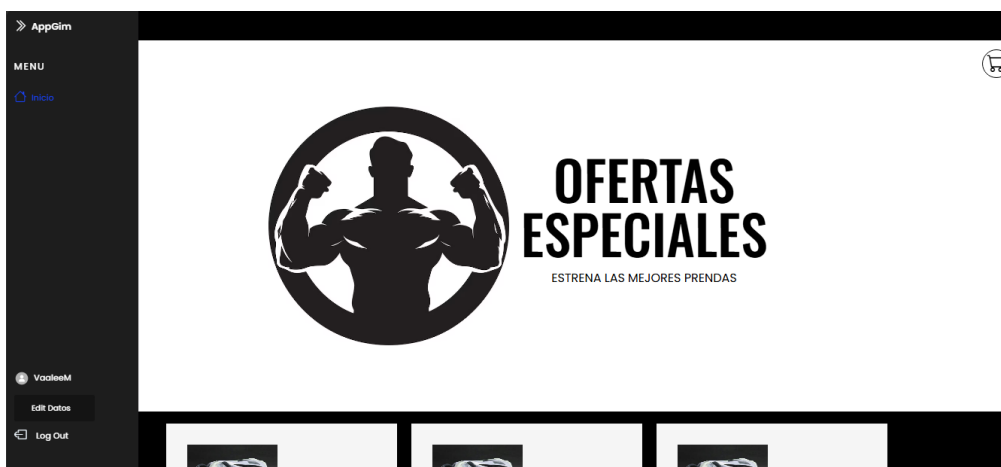 AppGim
MENU
Inicio
OFERTAS
ESPECIALES
ESTRENA LAS MEJORES PRENDAS
VaaleeM
Edit Datos
Log Out